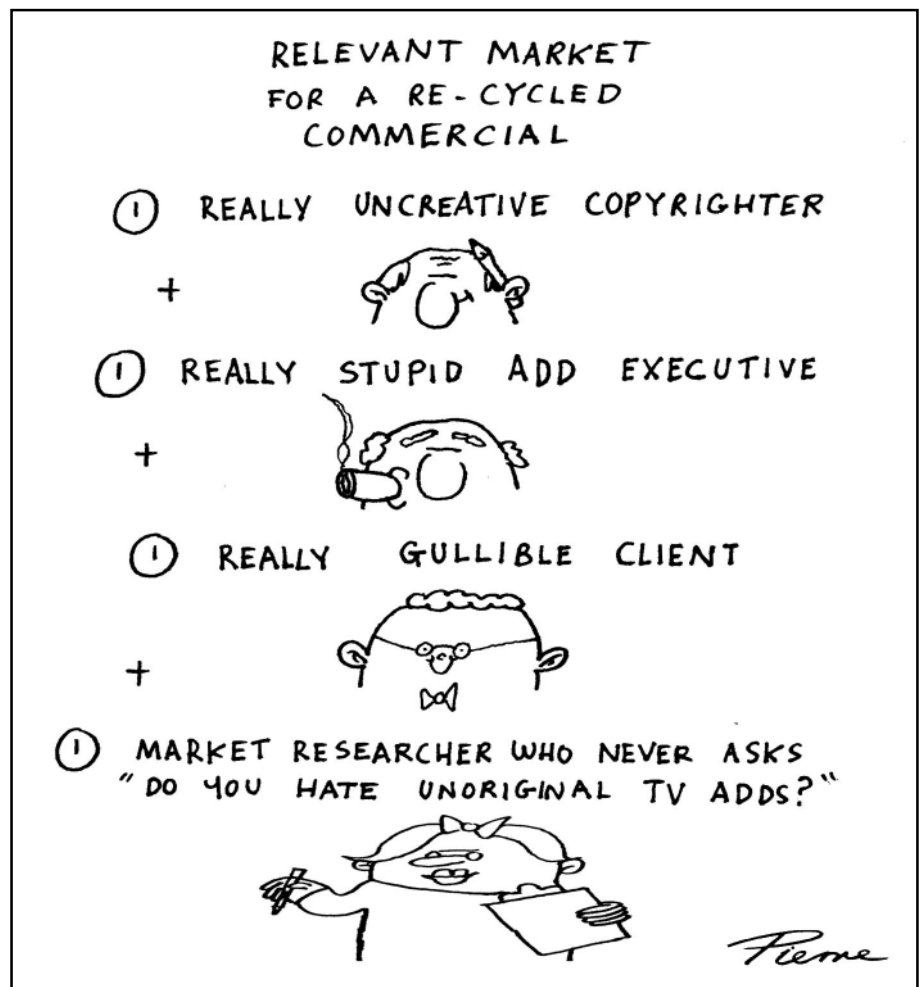 RELEVANT MARKET
FOR A RE-CYCLED
COMMERCIAL
① REALLY UNCREATIVE COPYRIGHTER
+
① REALLY STUPID ADD EXECUTIVE
+
① REALLY GULLIBLE CLIENT
+
① MARKET RESEARCHER WHO NEVER ASKS
"DO YOU HATE UNORIGINAL TV ADDS?"
Pierre